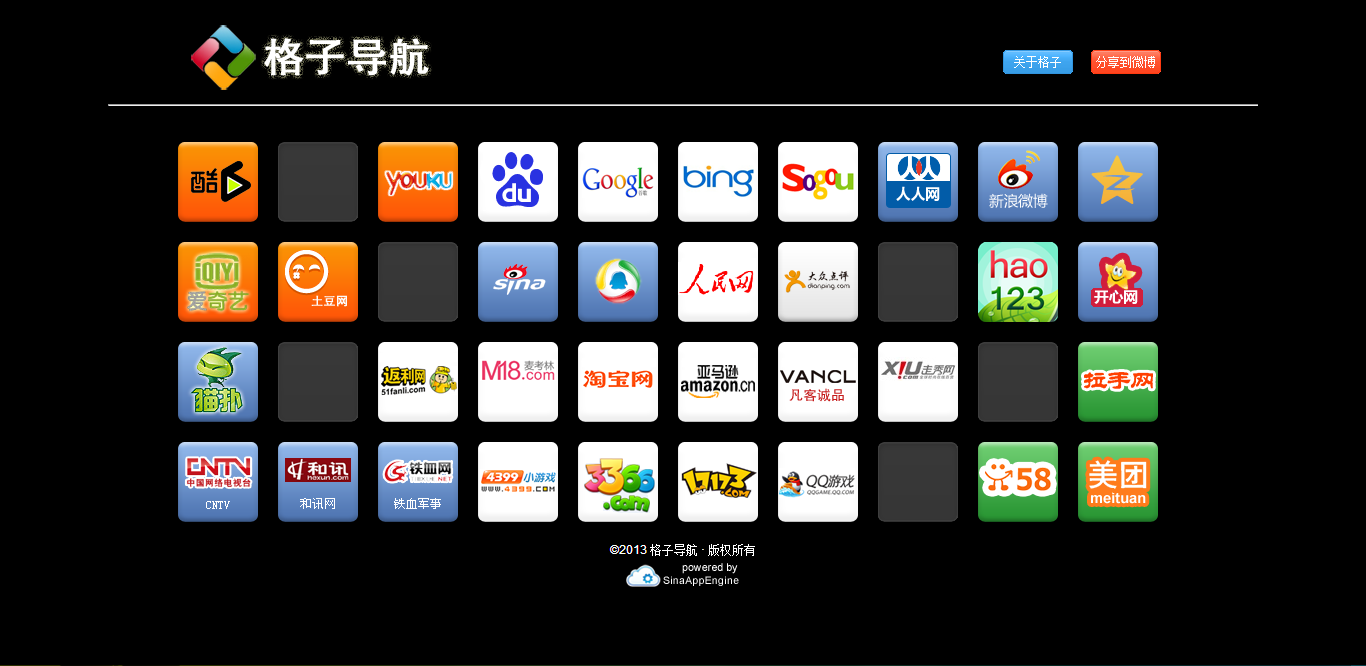 格子导航
关于格子
分享到微博
酷6
YOUKU
du
Google
谷歌
bing
Sogou
人人网
新浪微博
Z
iQIYI
爱奇艺
土豆网
sina
人民网
大众点评
dianping.com
hao
123
开心网
猫扑
返利网
51fanli.com
M18
麦考林
.com
淘宝网
亚马逊
amazon.cn
VANCL
凡客诚品
X!U走秀网
.com
拉手网
CNTV
中国网络电视台
CNTV
和讯
hexun.com
和讯网
铁血网
铁血军事
4399小游戏
www.4399.com
3366
.com
17173
.COM
QQ游戏
QQGAME.QQ.COM
58
美团
meituan
©2013 格子导航 · 版权所有
powered by
SinaAppEngine